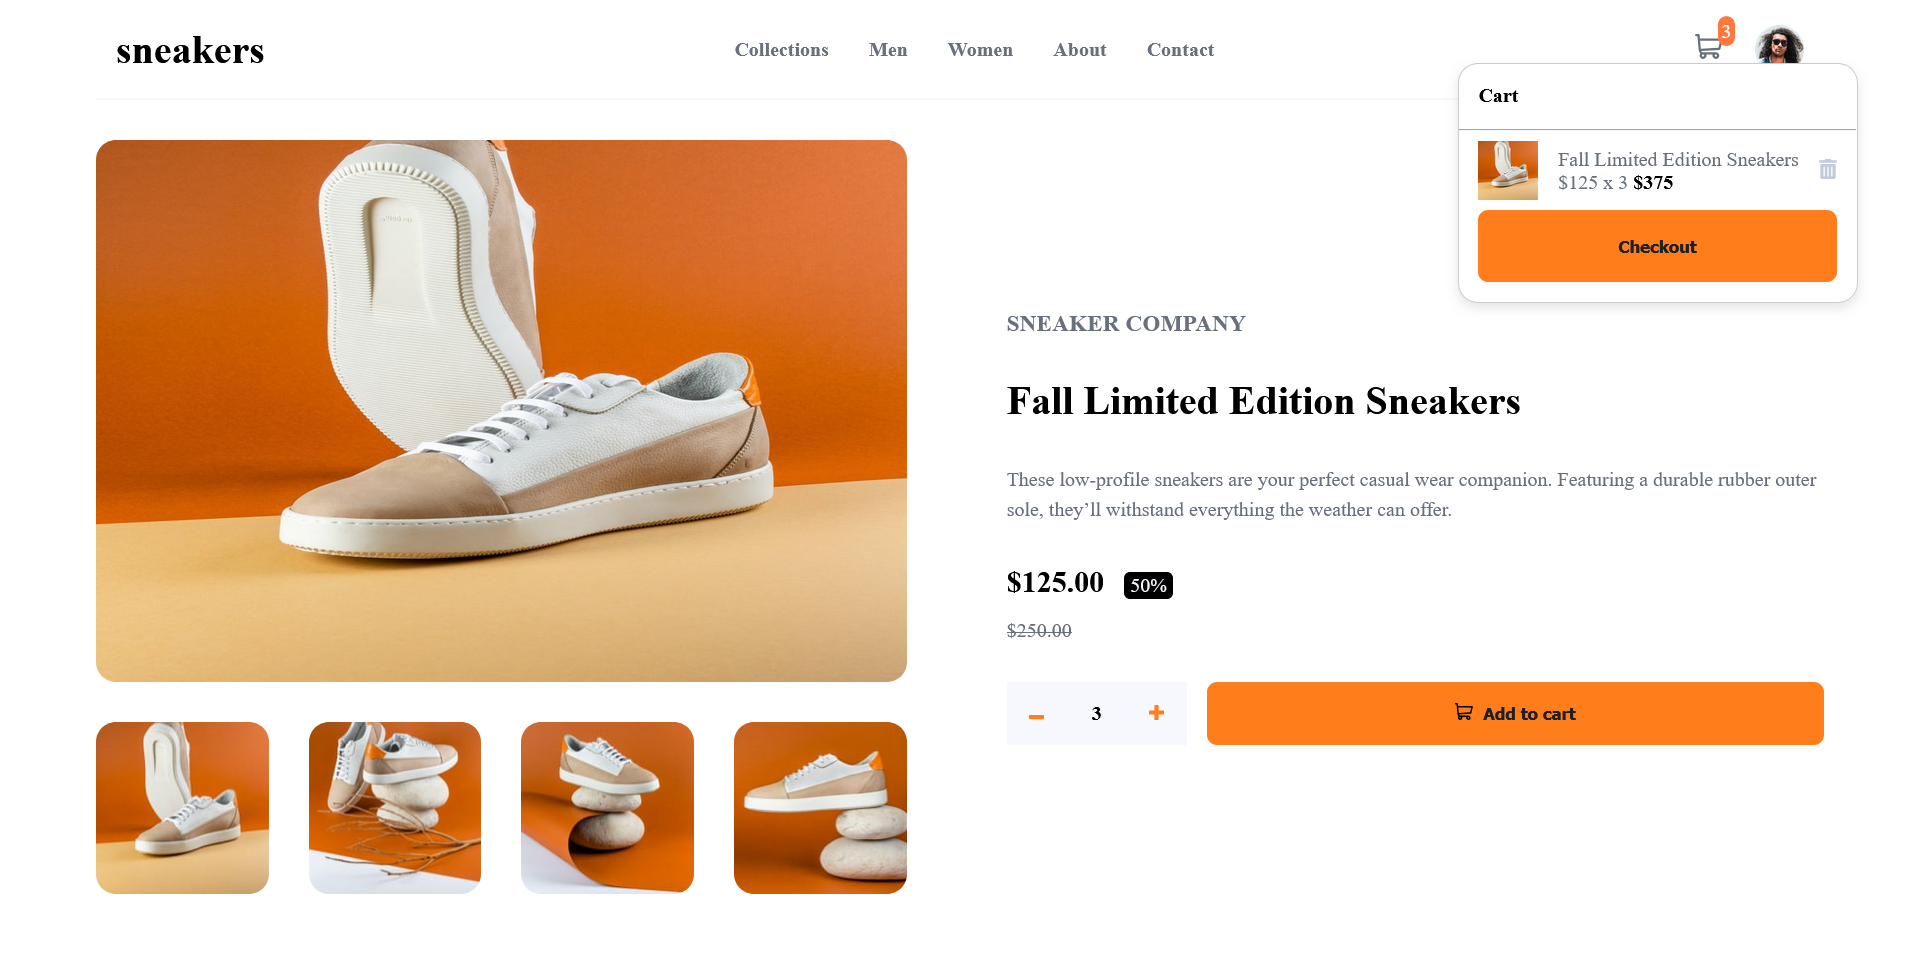 sneakers
Collections
Men
Women
About
Contact
3
Cart
Fall Limited Edition Sneakers
$125 x 3 $375
Checkout
SNEAKER COMPANY
Fall Limited Edition Sneakers
These low-profile sneakers are your perfect casual wear companion. Featuring a durable rubber outer
sole, they’ll withstand everything the weather can offer.
$125.00 50%
$250.00
3
Add to cart